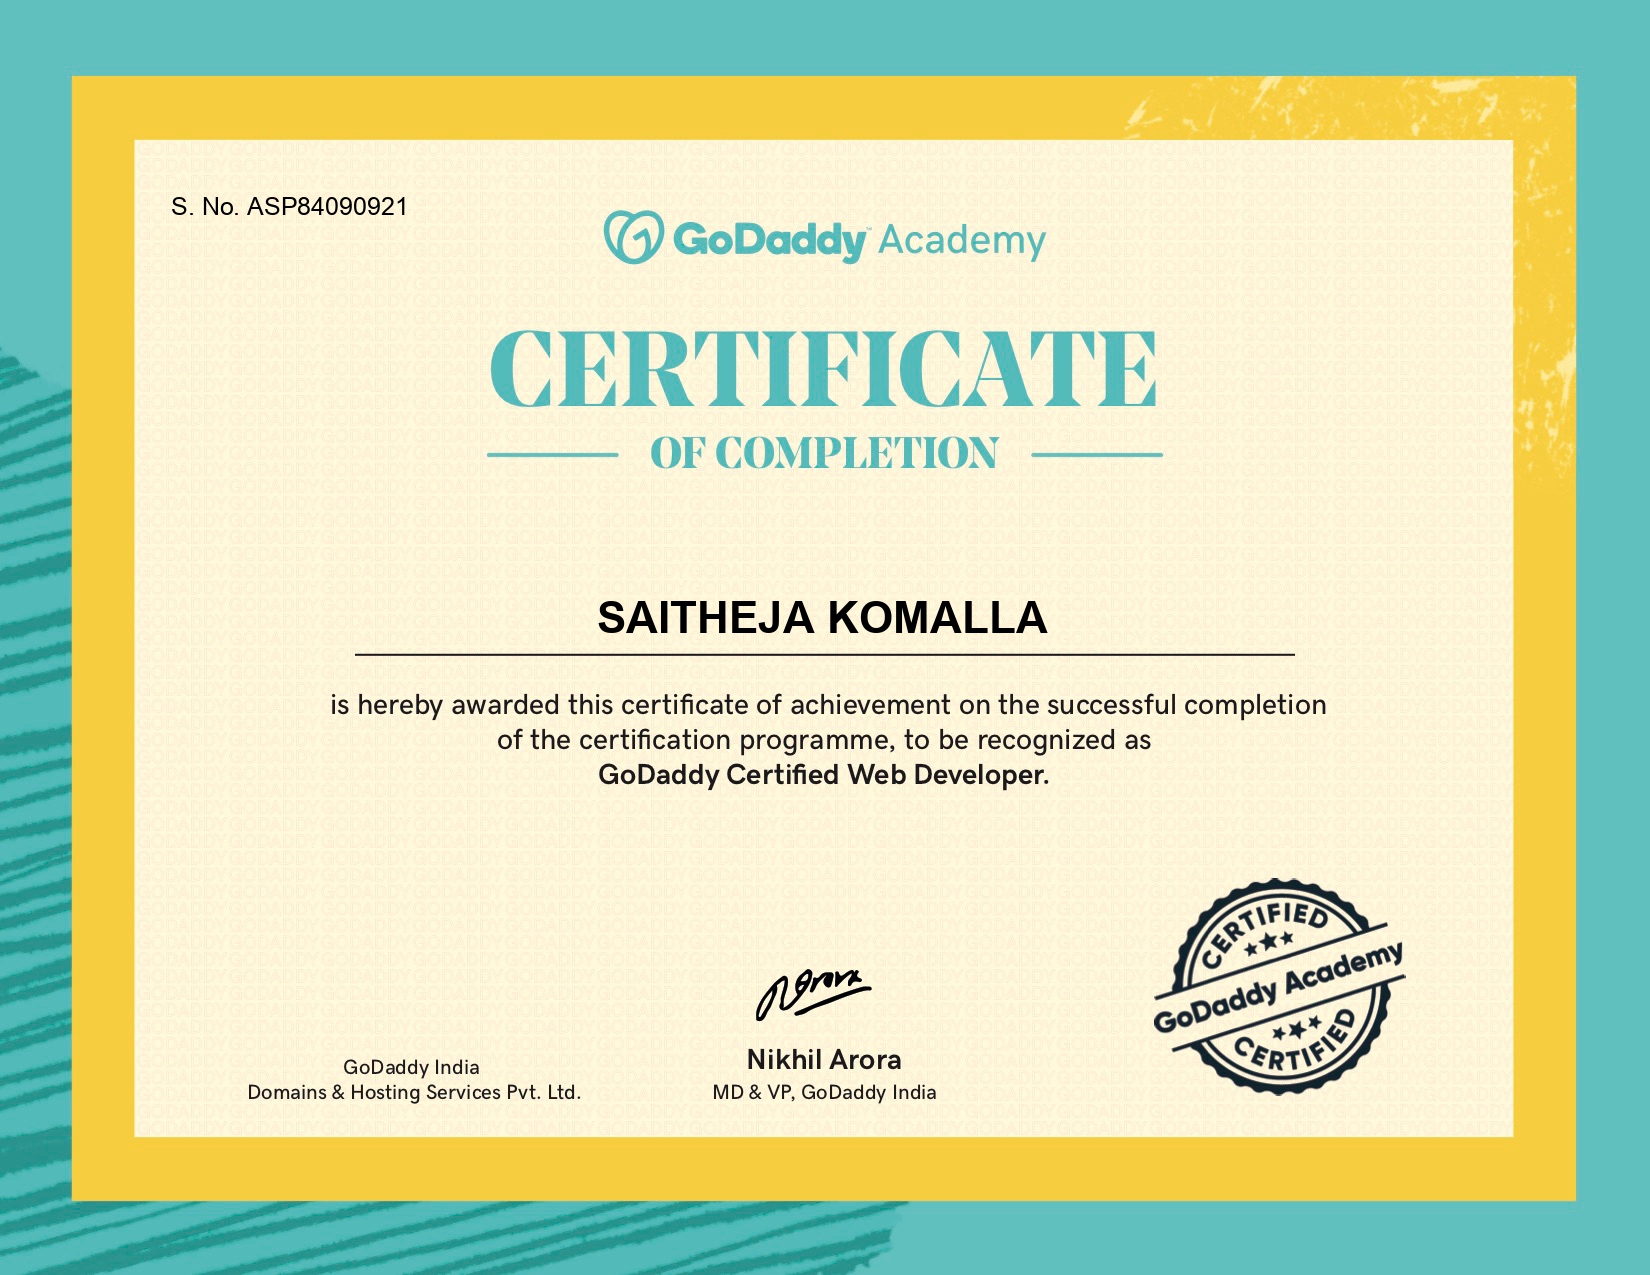 S. No. ASP84090921
GoDaddy™ Academy
CERTIFICATE
OF COMPLETION
SAITHEJA KOMALLA
is hereby awarded this certificate of achievement on the successful completion
of the certification programme, to be recognized as
GoDaddy Certified Web Developer.
Arora
Nikhil Arora
MD & VP, GoDaddy India
GoDaddy India
Domains & Hosting Services Pvt. Ltd.
CERTIFIED
GoDaddy Academy
CERTIFIED